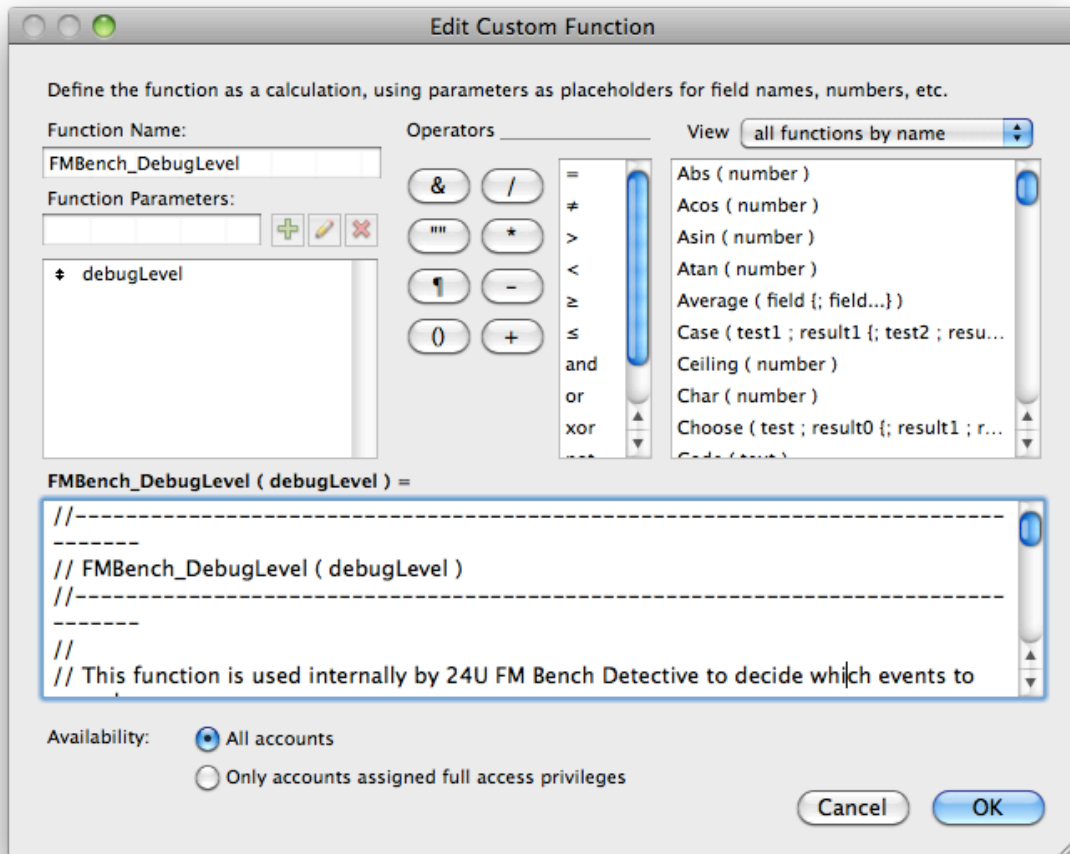 Edit Custom Function
Define the function as a calculation, using parameters as placeholders for field names, numbers, etc.
Function Name:
FMBench_DebugLevel
Function Parameters:
debugLevel
Operators
&
/
""
*
¶
-
()
+
=
≠
>
<
≥
≤
and
or
xor
not
View
all functions by name
Abs ( number )
Acos ( number )
Asin ( number )
Atan ( number )
Average ( field {; field...} )
Case ( test1 ; result1 {; test2 ; resu...
Ceiling ( number )
Char ( number )
Choose ( test ; result0 {; result1 ; r...
Code ( text )
FMBench_DebugLevel ( debugLevel ) =
//--------------------------------------------------------------------------
-------
// FMBench_DebugLevel ( debugLevel )
//--------------------------------------------------------------------------
-------
//
// This function is used internally by 24U FM Bench Detective to decide which events to
Availability:
All accounts
Only accounts assigned full access privileges
Cancel
OK